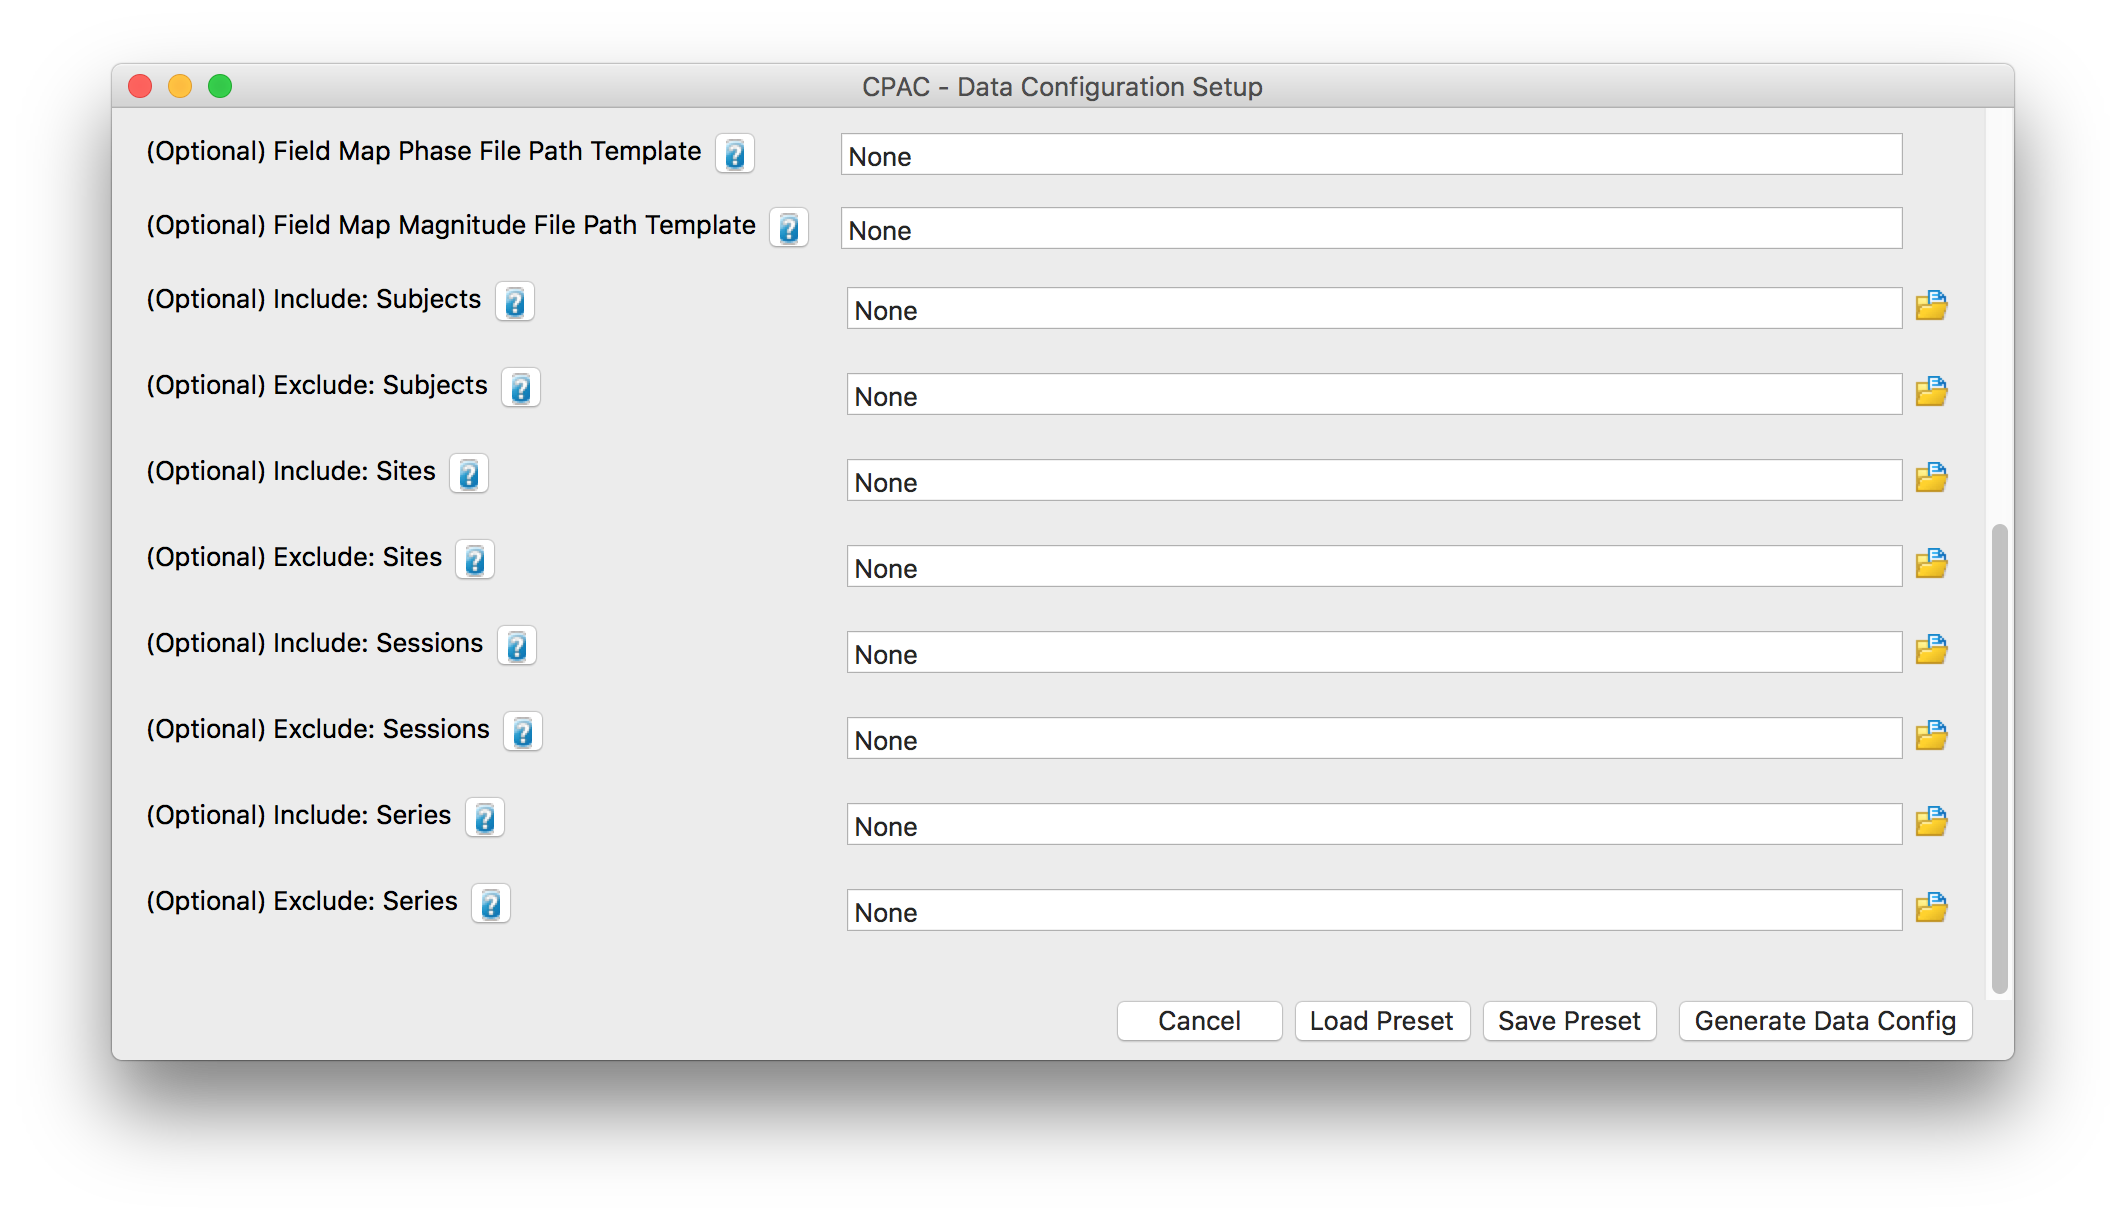 CPAC - Data Configuration Setup
(Optional) Field Map Phase File Path Template ? None
(Optional) Field Map Magnitude File Path Template ? None
(Optional) Include: Subjects ? None
(Optional) Exclude: Subjects ? None
(Optional) Include: Sites ? None
(Optional) Exclude: Sites ? None
(Optional) Include: Sessions ? None
(Optional) Exclude: Sessions ? None
(Optional) Include: Series ? None
(Optional) Exclude: Series ? None
Cancel Load Preset Save Preset Generate Data Config